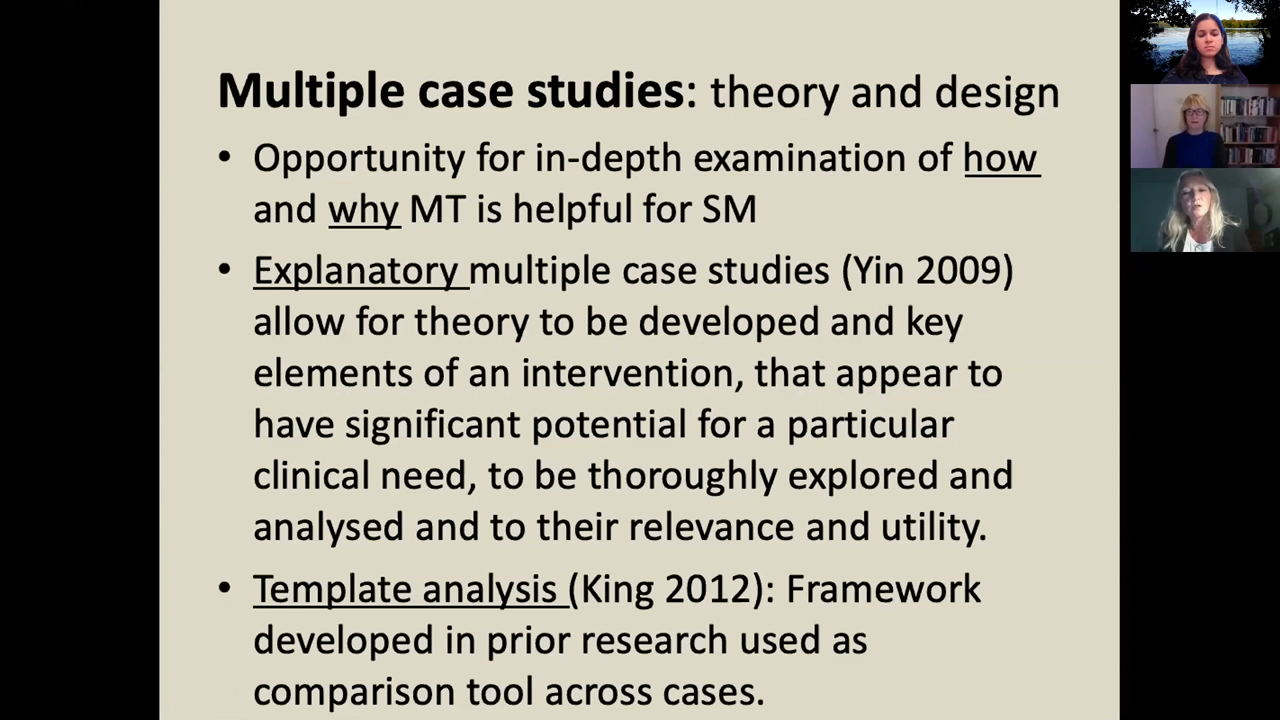 Multiple case studies: theory and design
• Opportunity for in-depth examination of how
and why MT is helpful for SM
• Explanatory multiple case studies (Yin 2009)
allow for theory to be developed and key
elements of an intervention, that appear to
have significant potential for a particular
clinical need, to be thoroughly explored and
analysed and to their relevance and utility.
• Template analysis (King 2012): Framework
developed in prior research used as
comparison tool across cases.